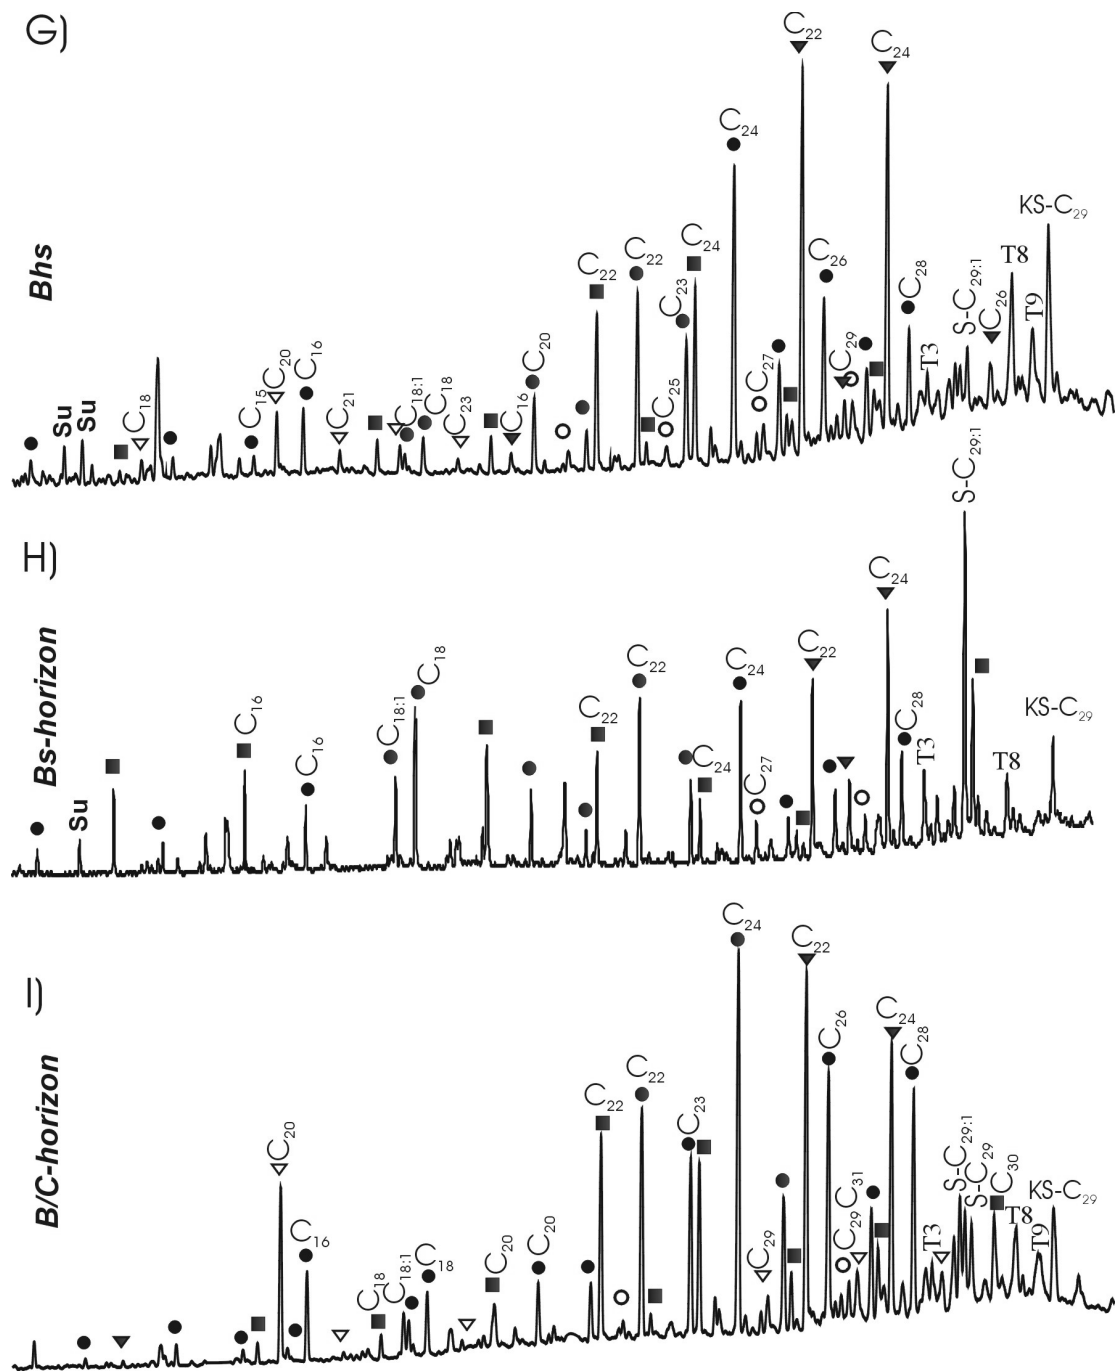 G)
Bhs
Su
Su
C18
C15
C20
C16
C21
C18:1
C18
C23
C16
C20
C22
C22
C25
C23
C24
C24
C27
C22
C26
C29
C24
C28
T3
S-C29:1
C26
T8
T9
KS-C29
H)
Bs-horizon
Su
C16
C16
C18:1
C18
C22
C22
C24
C24
C27
C22
C24
C28
T3
S-C29:1
T8
KS-C29
I)
B/C-horizon
C20
C16
C18
C18:1
C18
C20
C20
C22
C22
C23
C24
C29
C22
C26
C29
C31
C24
C28
T3
S-C29:1
S-C29
C30
T8
T9
KS-C29